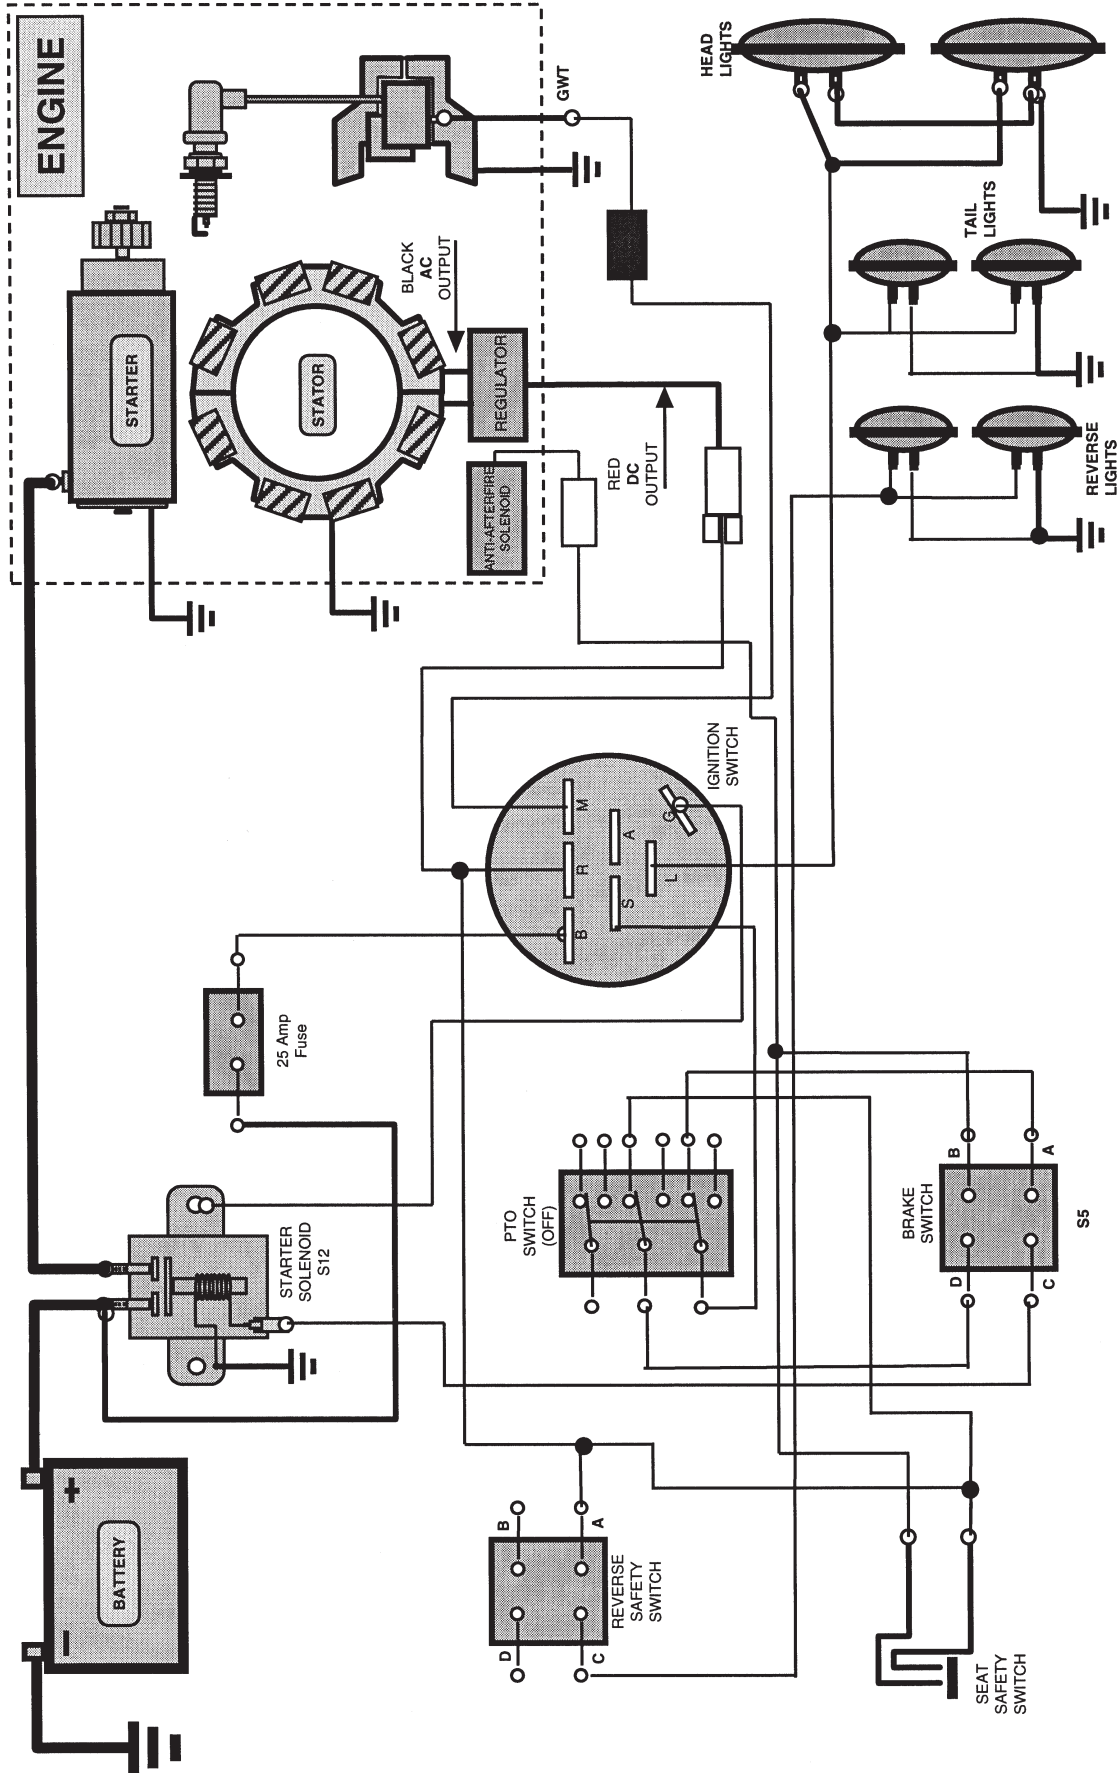 ENGINE
STARTER
STATOR
GWT
BLACK
AC
OUTPUT
REGULATOR
ANTI-AFTERFIRE
SOLENOID
RED
DC
OUTPUT
HEAD
LIGHTS
TAIL
LIGHTS
REVERSE
LIGHTS
IGNITION
SWITCH
M
G
A
R
L
S
B
25 Amp
Fuse
STARTER
SOLENOID
S12
PTO
SWITCH
(OFF)
BRAKE
SWITCH
B
A
D
C
S5
BATTERY
+
–
REVERSE
SAFETY
SWITCH
B
A
D
C
SEAT
SAFETY
SWITCH